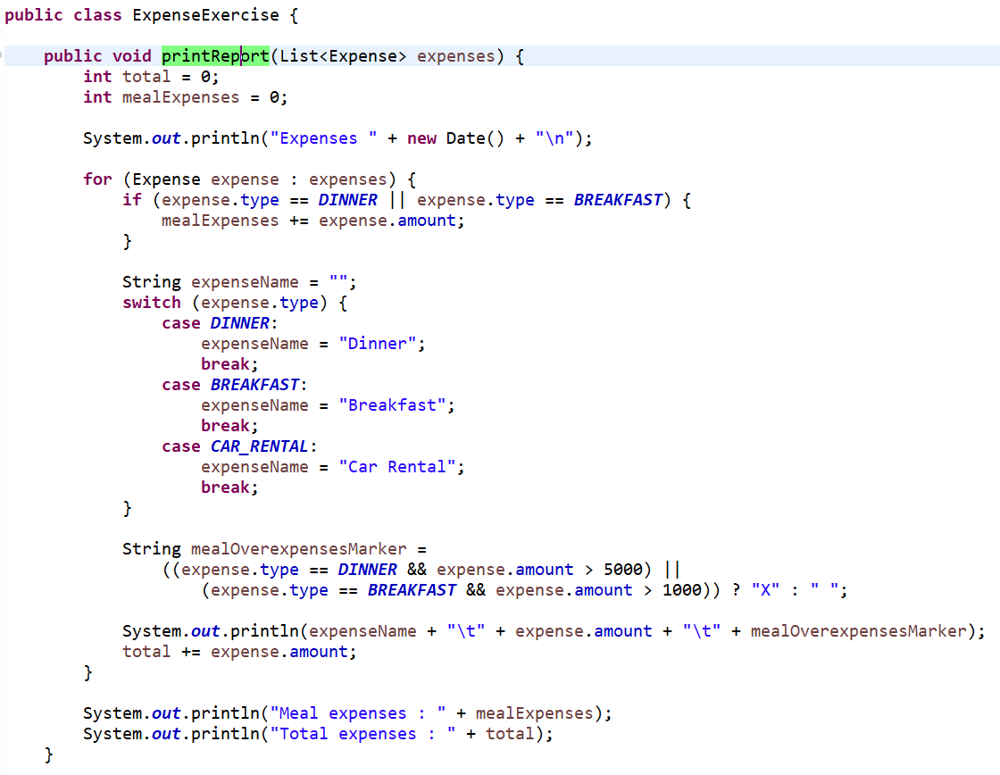 public class ExpenseExercise {
    public void printReport(List<Expense> expenses) {
        int total = 0;
        int mealExpenses = 0;
        System.out.println("Expenses " + new Date() + "\n");
        for (Expense expense : expenses) {
            if (expense.type == DINNER || expense.type == BREAKFAST) {
                mealExpenses += expense.amount;
            }
            String expenseName = "";
            switch (expense.type) {
                case DINNER:
                    expenseName = "Dinner";
                    break;
                case BREAKFAST:
                    expenseName = "Breakfast";
                    break;
                case CAR_RENTAL:
                    expenseName = "Car Rental";
                    break;
            }
            String mealOverexpensesMarker =
                ((expense.type == DINNER && expense.amount > 5000) ||
                    (expense.type == BREAKFAST && expense.amount > 1000)) ? "X" : " ";
            System.out.println(expenseName + "\t" + expense.amount + "\t" + mealOverexpensesMarker);
            total += expense.amount;
        }
        System.out.println("Meal expenses : " + mealExpenses);
        System.out.println("Total expenses : " + total);
    }